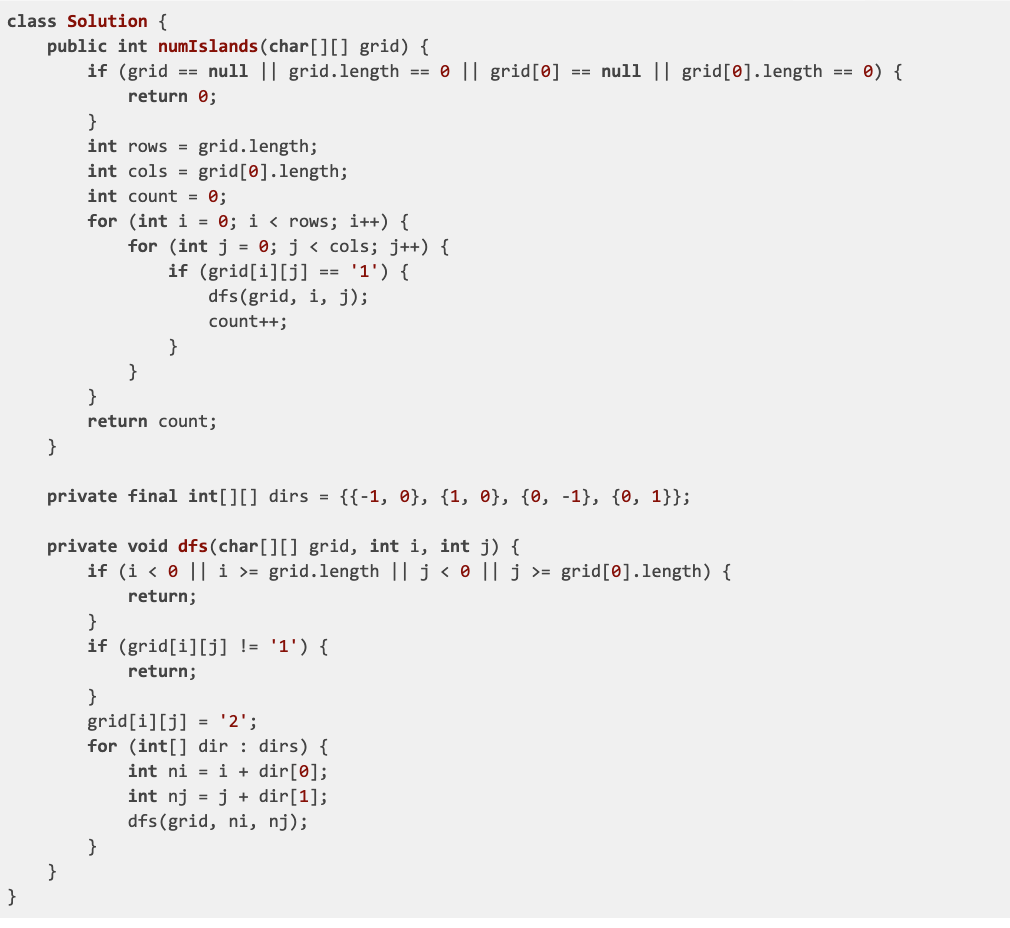 class Solution {
    public int numIslands(char[][] grid) {
        if (grid == null || grid.length == 0 || grid[0] == null || grid[0].length == 0) {
            return 0;
        }
        int rows = grid.length;
        int cols = grid[0].length;
        int count = 0;
        for (int i = 0; i < rows; i++) {
            for (int j = 0; j < cols; j++) {
                if (grid[i][j] == '1') {
                    dfs(grid, i, j);
                    count++;
                }
            }
        }
        return count;
    }

    private final int[][] dirs = {{-1, 0}, {1, 0}, {0, -1}, {0, 1}};

    private void dfs(char[][] grid, int i, int j) {
        if (i < 0 || i >= grid.length || j < 0 || j >= grid[0].length) {
            return;
        }
        if (grid[i][j] != '1') {
            return;
        }
        grid[i][j] = '2';
        for (int[] dir : dirs) {
            int ni = i + dir[0];
            int nj = j + dir[1];
            dfs(grid, ni, nj);
        }
    }
}